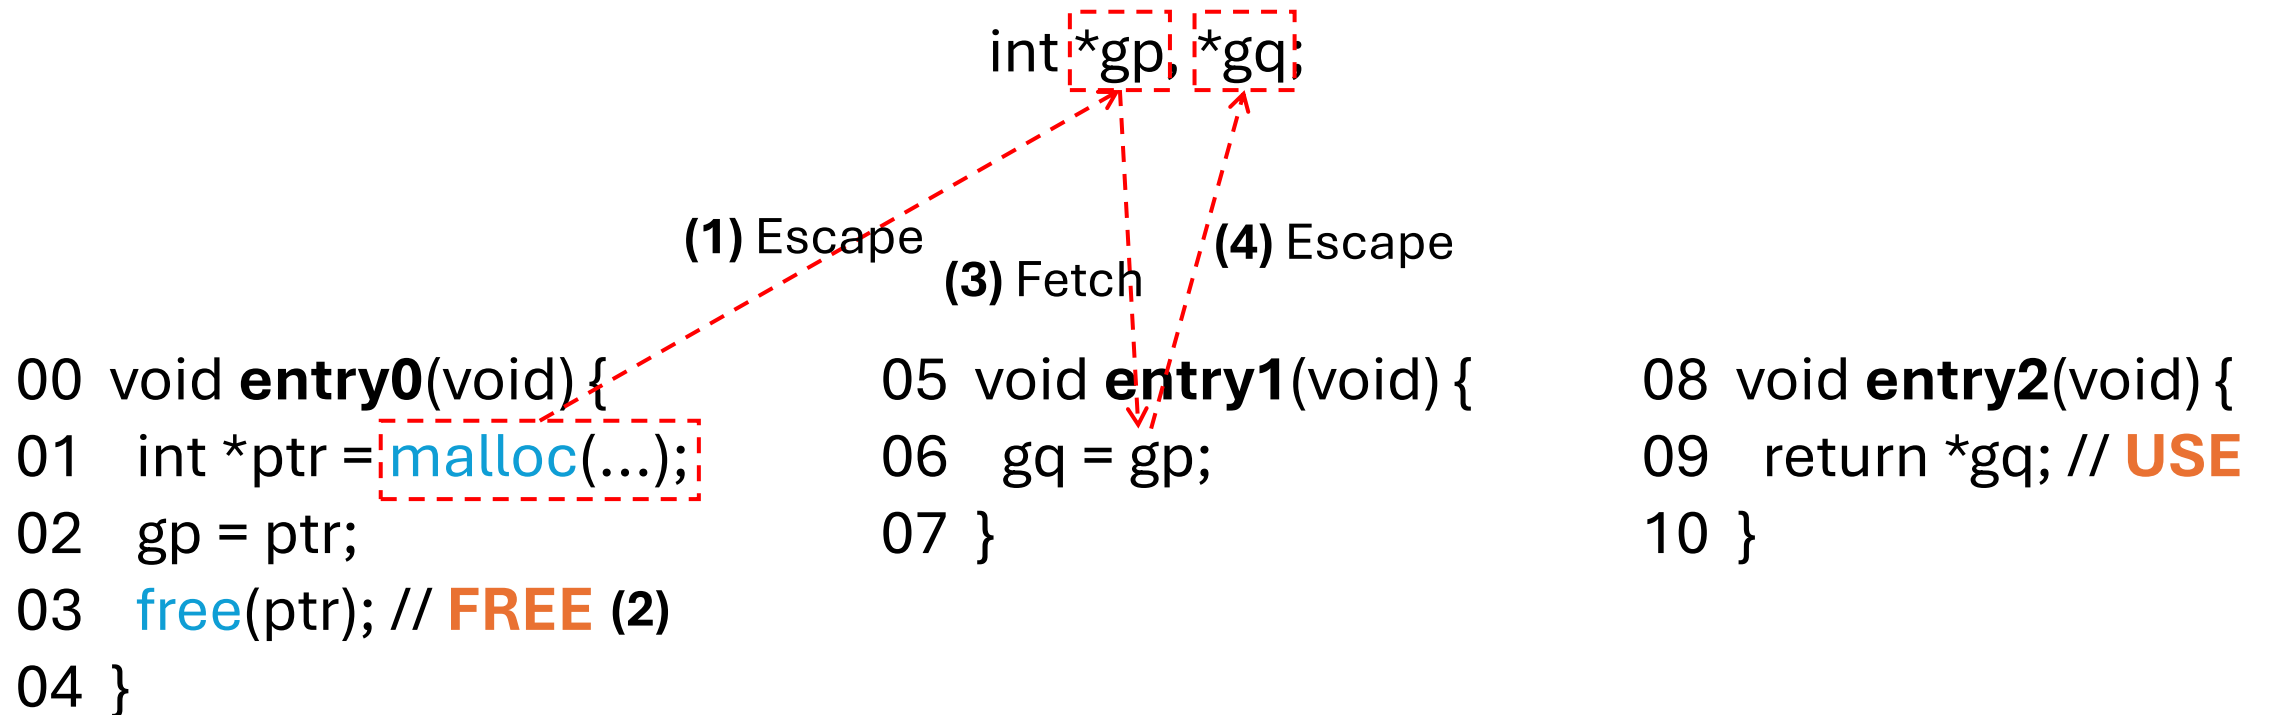 int *gp, *gq;
(1) Escape
(3) Fetch
(4) Escape
00 void entry0(void) {
01 int *ptr = malloc(...);
02 gp = ptr;
03 free(ptr); // FREE (2)
04 }
05 void entry1(void) {
06 gq = gp;
07 }
08 void entry2(void) {
09 return *gq; // USE
10 }